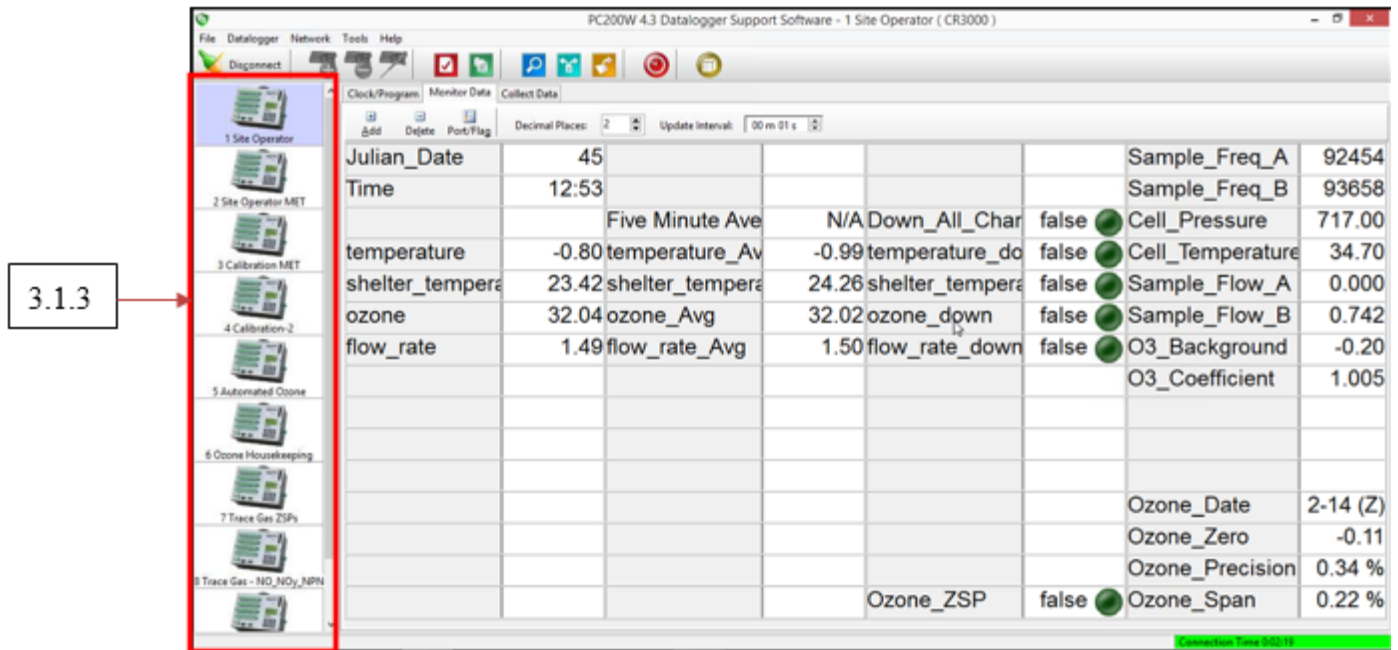 PC200W 4.3 Datalogger Support Software - 1 Site Operator ( CR3000 )
File Datalogger Network Tools Help
Disconnect
3.1.3
1 Site Operator
2 Site Operator MET
3 Calibration MET
4 Calibration-2
5 Automated Ozone
6 Ozone Housekeeping
7 Trace Gas ZSPs
8 Trace Gas - NO_NOy_NPN
Clock/Program Monitor Data Collect Data
Add Delete Port/Flag Decimal Places: 2 Update Interval: 00 m 01 s
Julian_Date 45 Sample_Freq_A 92454
Time 12:53 Sample_Freq_B 93658
Five Minute Ave N/A Down_All_Char false Cell_Pressure 717.00
temperature -0.80 temperature_Av -0.99 temperature_do false Cell_Temperature 34.70
shelter_tempera 23.42 shelter_tempera 24.26 shelter_tempera false Sample_Flow_A 0.000
ozone 32.04 ozone_Avg 32.02 ozone_down false Sample_Flow_B 0.742
flow_rate 1.49 flow_rate_Avg 1.50 flow_rate_down false O3_Background -0.20
O3_Coefficient 1.005
Ozone_Date 2-14 (Z)
Ozone_Zero -0.11
Ozone_Precision 0.34 %
Ozone_ZSP false Ozone_Span 0.22 %
Connection Time 0:02:19